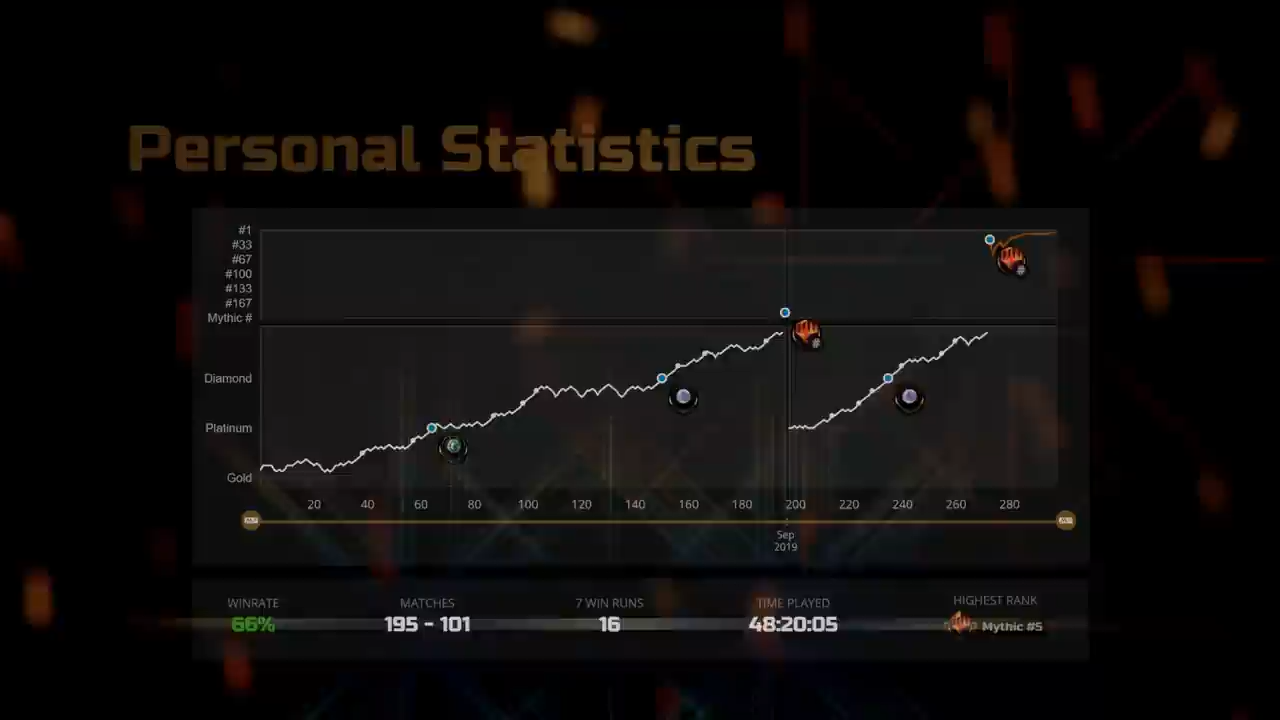 Personal Statistics
#1
#33
#67
#100
#133
#167
Mythic #
Diamond
Platinum
Gold
20 40 60 80 100 120 140 160 180 200 220 240 260 280
Sep
2019
WINRATE MATCHES 7 WIN RUNS TIME PLAYED HIGHEST RANK
66% 195 - 101 16 48:20:05 Mythic #5